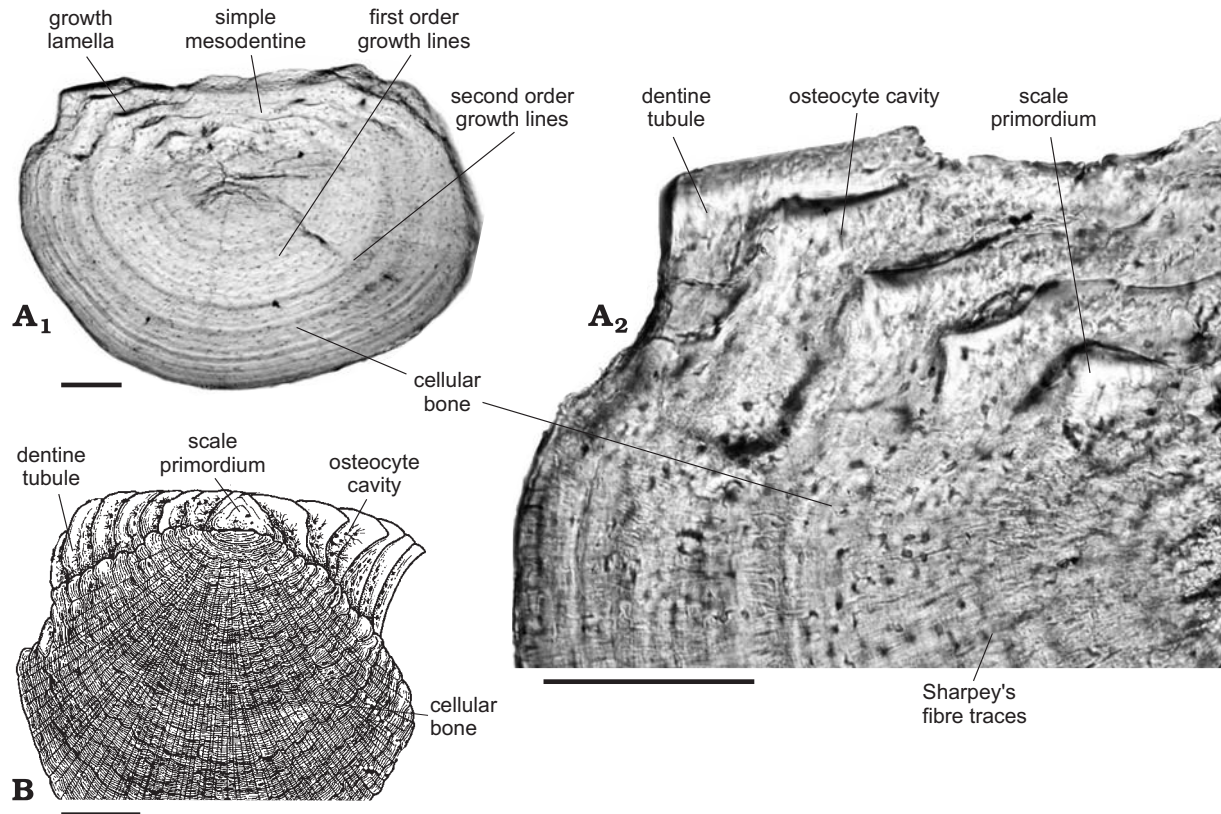 growth
lamella
simple
mesodentine
first order
growth lines
second order
growth lines
A1
cellular
bone
dentine
tubule
osteocyte cavity
scale
primordium
A2
Sharpey's
fibre traces
dentine
tubule
scale
primordium
osteocyte
cavity
cellular
bone
B